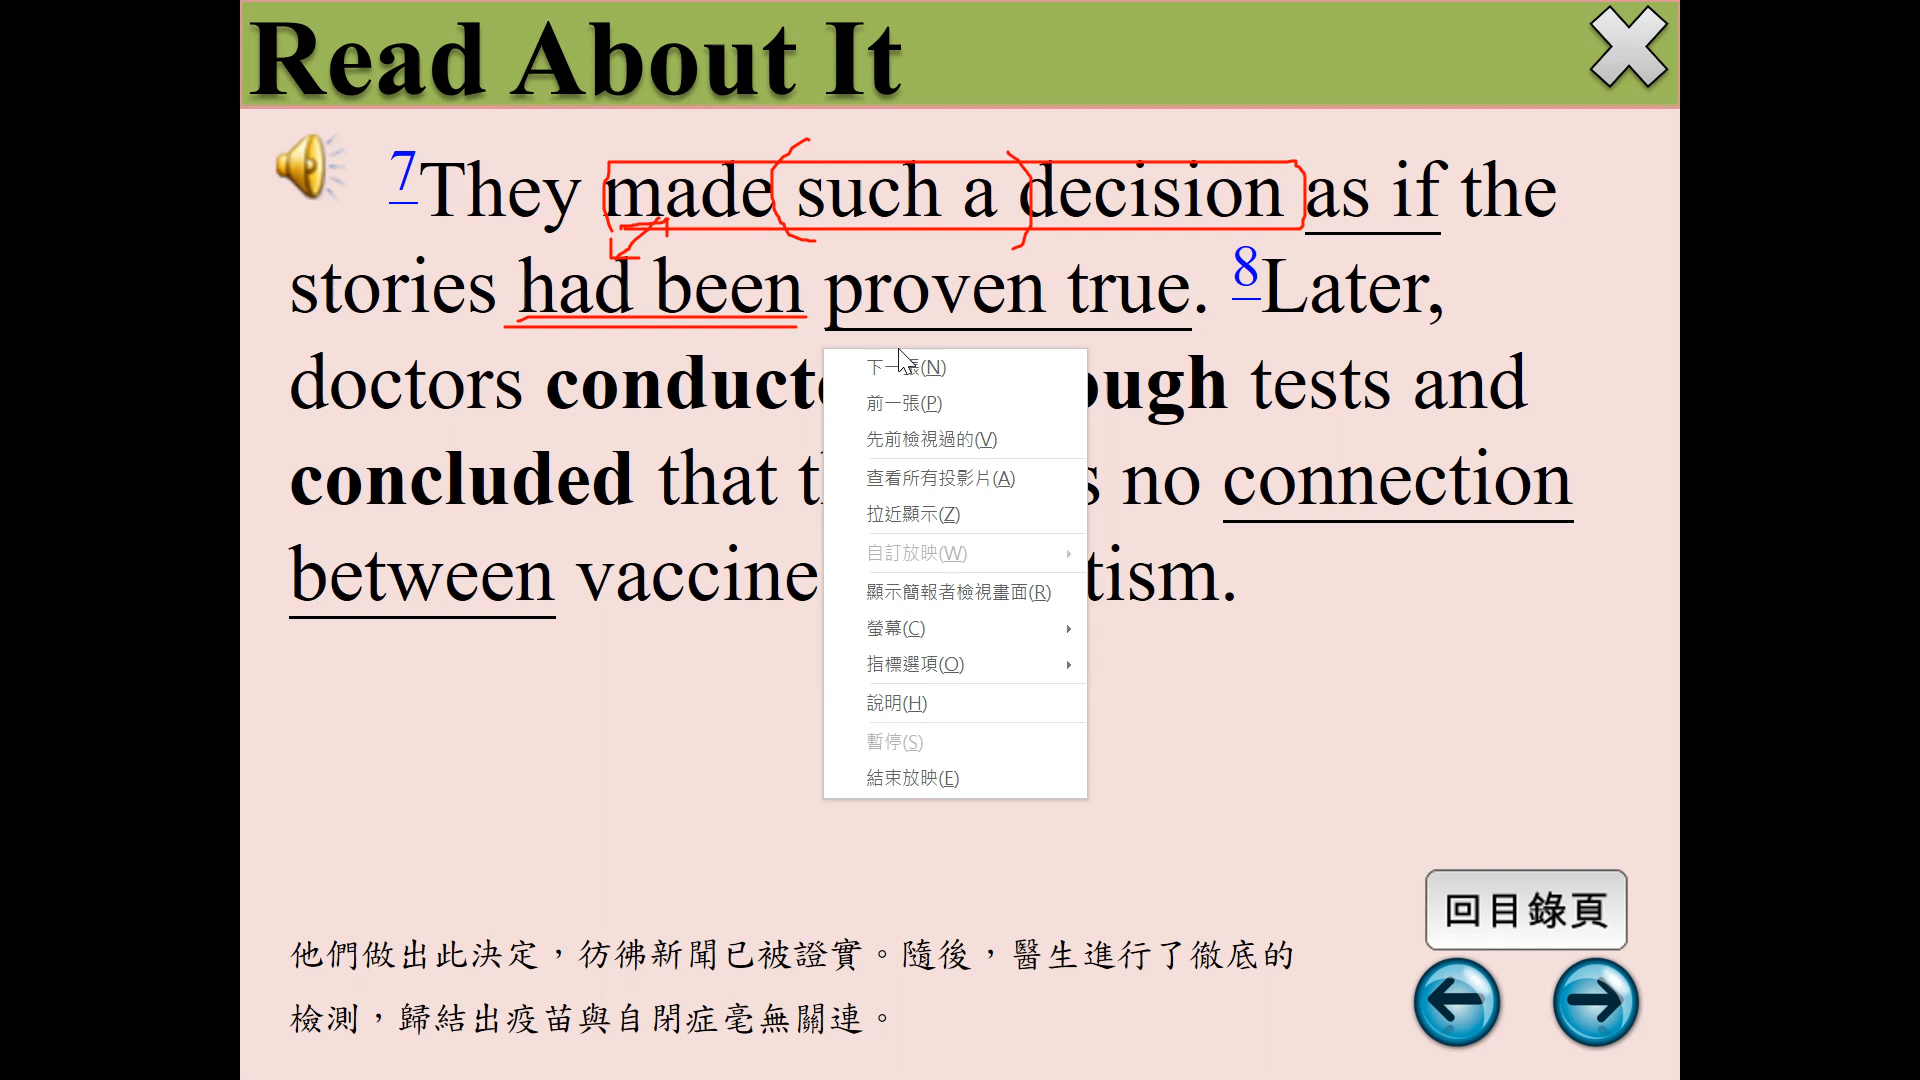 Read About It
7They made such a decision as if the
stories had been proven true. 8Later,
doctors conduct ough tests and
concluded that t s no connection
between vaccine tism.
下一張(N)
前一張(P)
先前檢視過的(V)
查看所有投影片(A)
拉近顯示(Z)
自訂放映(W)
顯示簡報者檢視畫面(R)
螢幕(C)
指標選項(O)
說明(H)
暫停(S)
結束放映(E)
回目錄頁
他們做出此決定，彷彿新聞已被證實。隨後，醫生進行了徹底的
檢測，歸結出疫苗與自閉症毫無關連。